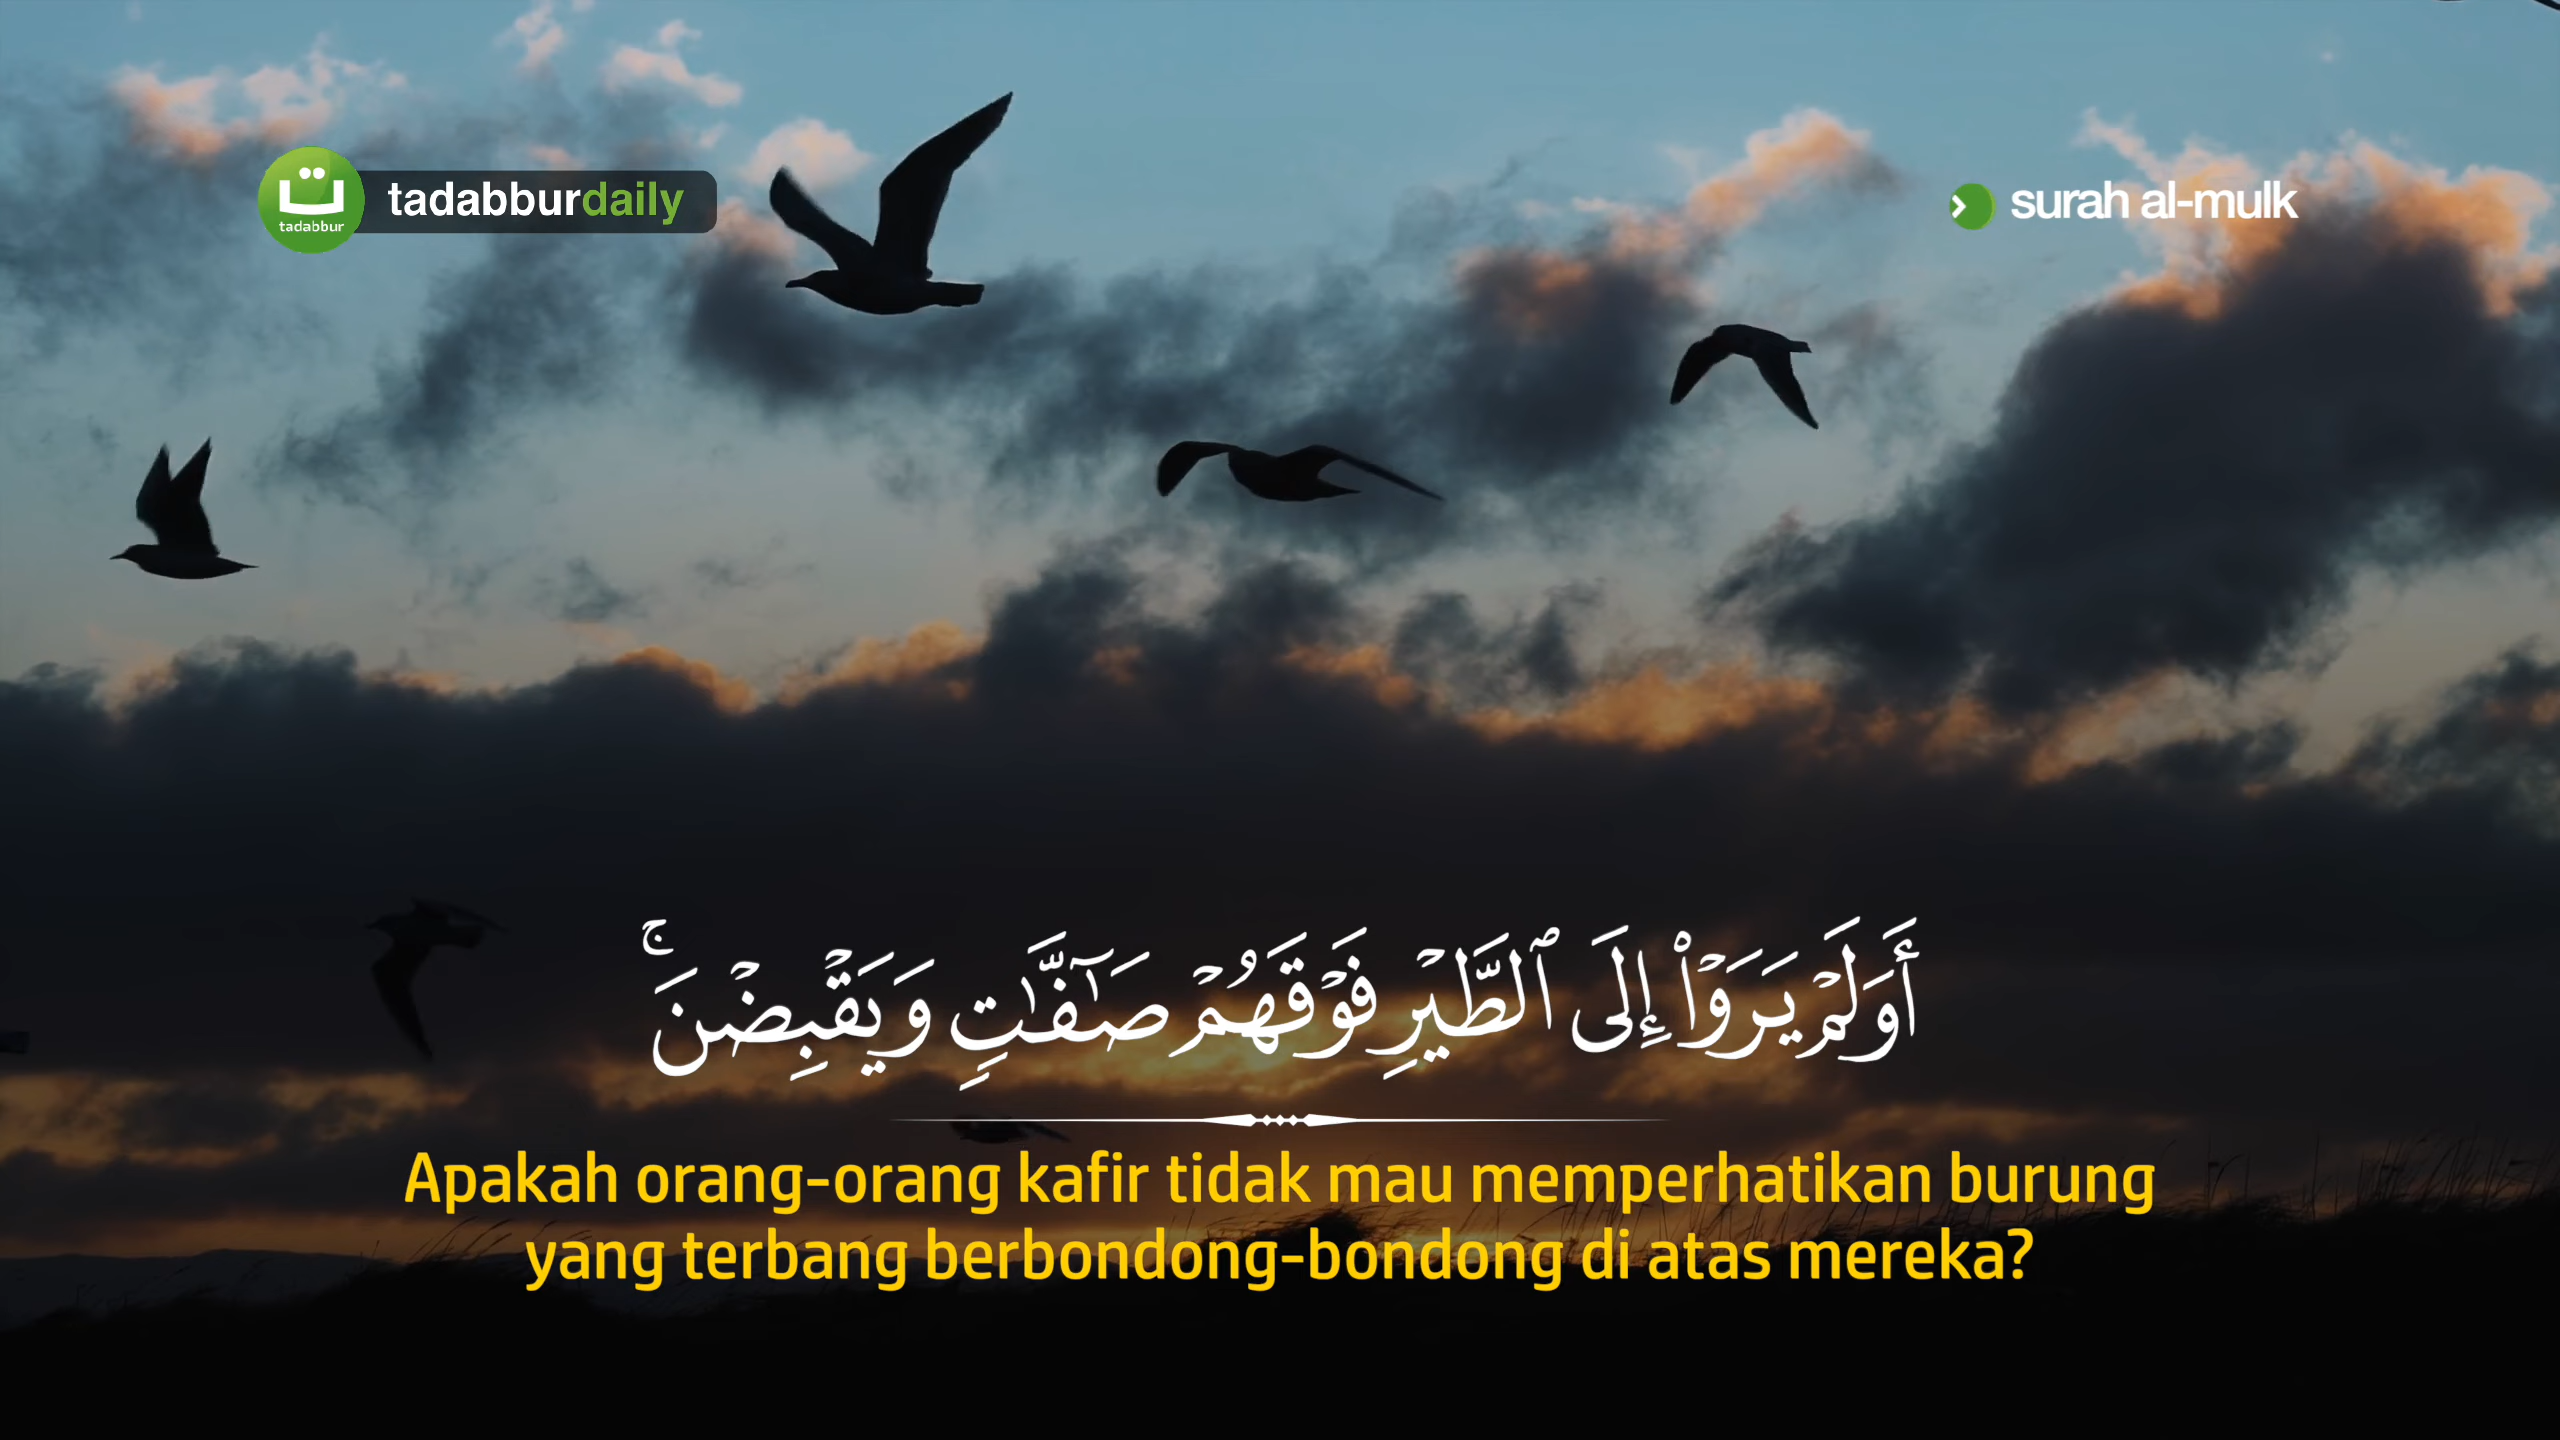 ت
tadabbur
tadabburdaily
surah al-mulk
أَوَلَمْ يَرَوْا۟ إِلَى ٱلطَّيْرِ فَوْقَهُمْ صَـٰٓفَّـٰتٍ وَيَقْبِضْنَ ۚ
Apakah orang-orang kafir tidak mau memperhatikan burung
yang terbang berbondong-bondong di atas mereka?